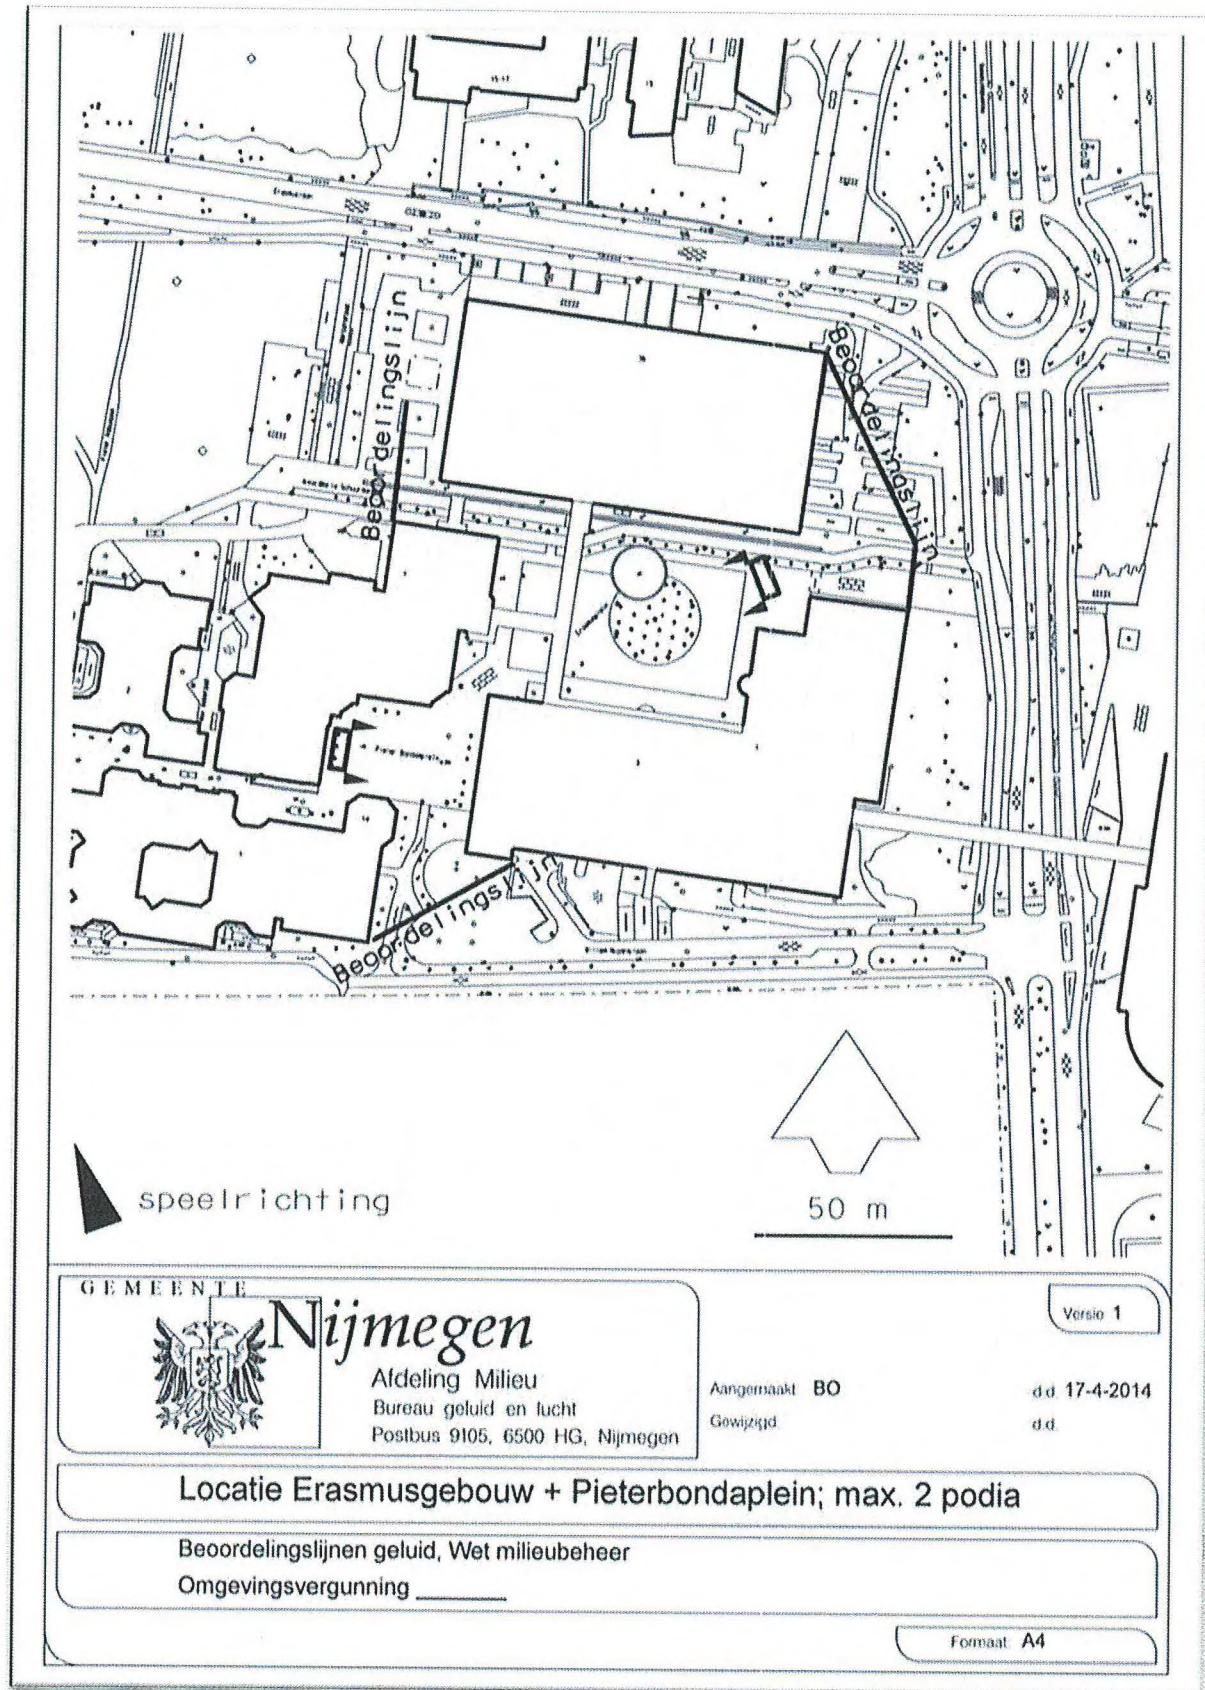 Beoordelingslijn
Beoordelingslijn
Beoordelingslijn
speelrichting
50 m
GEMEENTE
Nijmegen
Afdeling Milieu
Bureau geluid en lucht
Postbus 9105, 6500 HG, Nijmegen
Versie 1
Aangemaakt BO d.d. 17-4-2014
Gewijzigd d.d.
Locatie Erasmusgebouw + Pieterbondaplein; max. 2 podia
Beoordelingslijnen geluid, Wet milieubeheer
Omgevingsvergunning
Formaat: A4